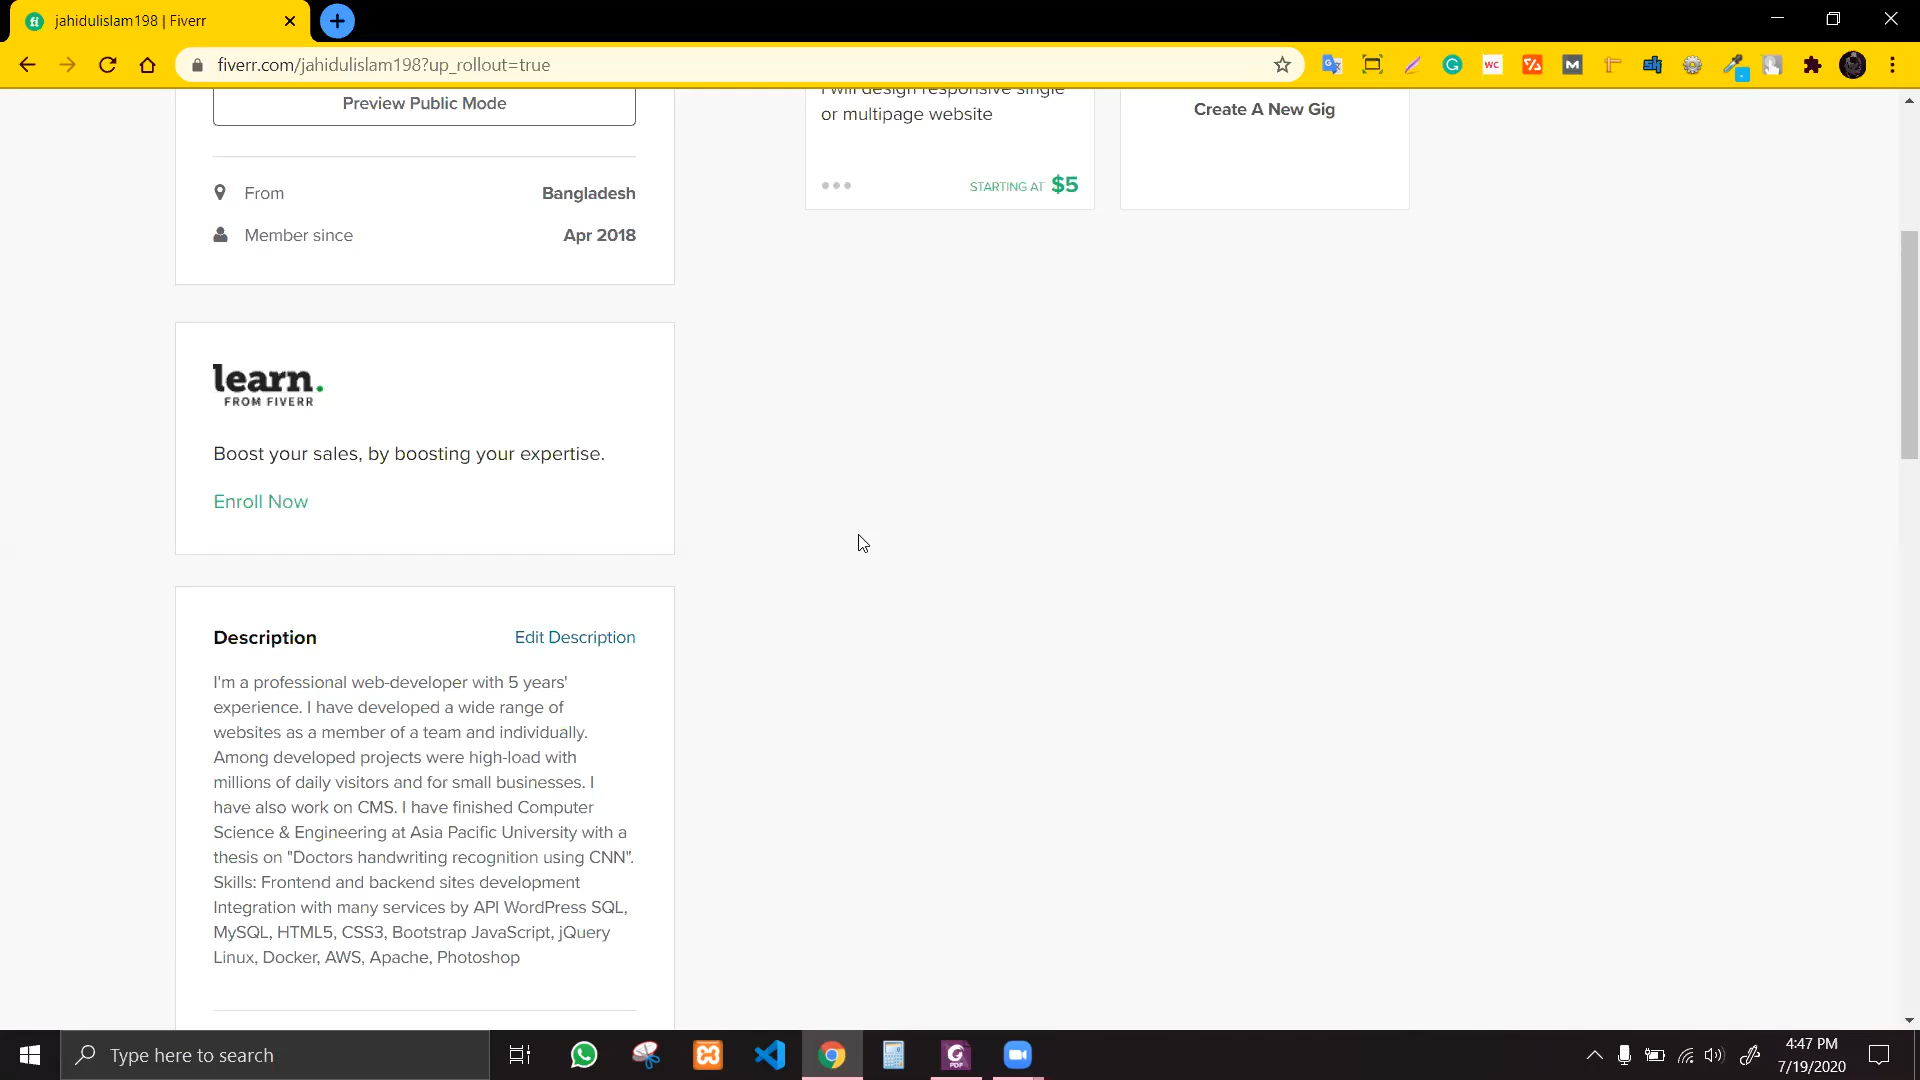 jahidulislam198 | Fiverr
fiverr.com/jahidulislam198?up_rollout=true
Preview Public Mode
From Bangladesh
Member since Apr 2018
I will design responsive single
or multipage website
STARTING AT $5
Create A New Gig
learn.
FROM FIVERR
Boost your sales, by boosting your expertise.
Enroll Now
Description
Edit Description
I'm a professional web-developer with 5 years'
experience. I have developed a wide range of
websites as a member of a team and individually.
Among developed projects were high-load with
millions of daily visitors and for small businesses. I
have also work on CMS. I have finished Computer
Science & Engineering at Asia Pacific University with a
thesis on "Doctors handwriting recognition using CNN".
Skills: Frontend and backend sites development
Integration with many services by API WordPress SQL,
MySQL, HTML5, CSS3, Bootstrap JavaScript, jQuery
Linux, Docker, AWS, Apache, Photoshop
Type here to search
4:47 PM
7/19/2020